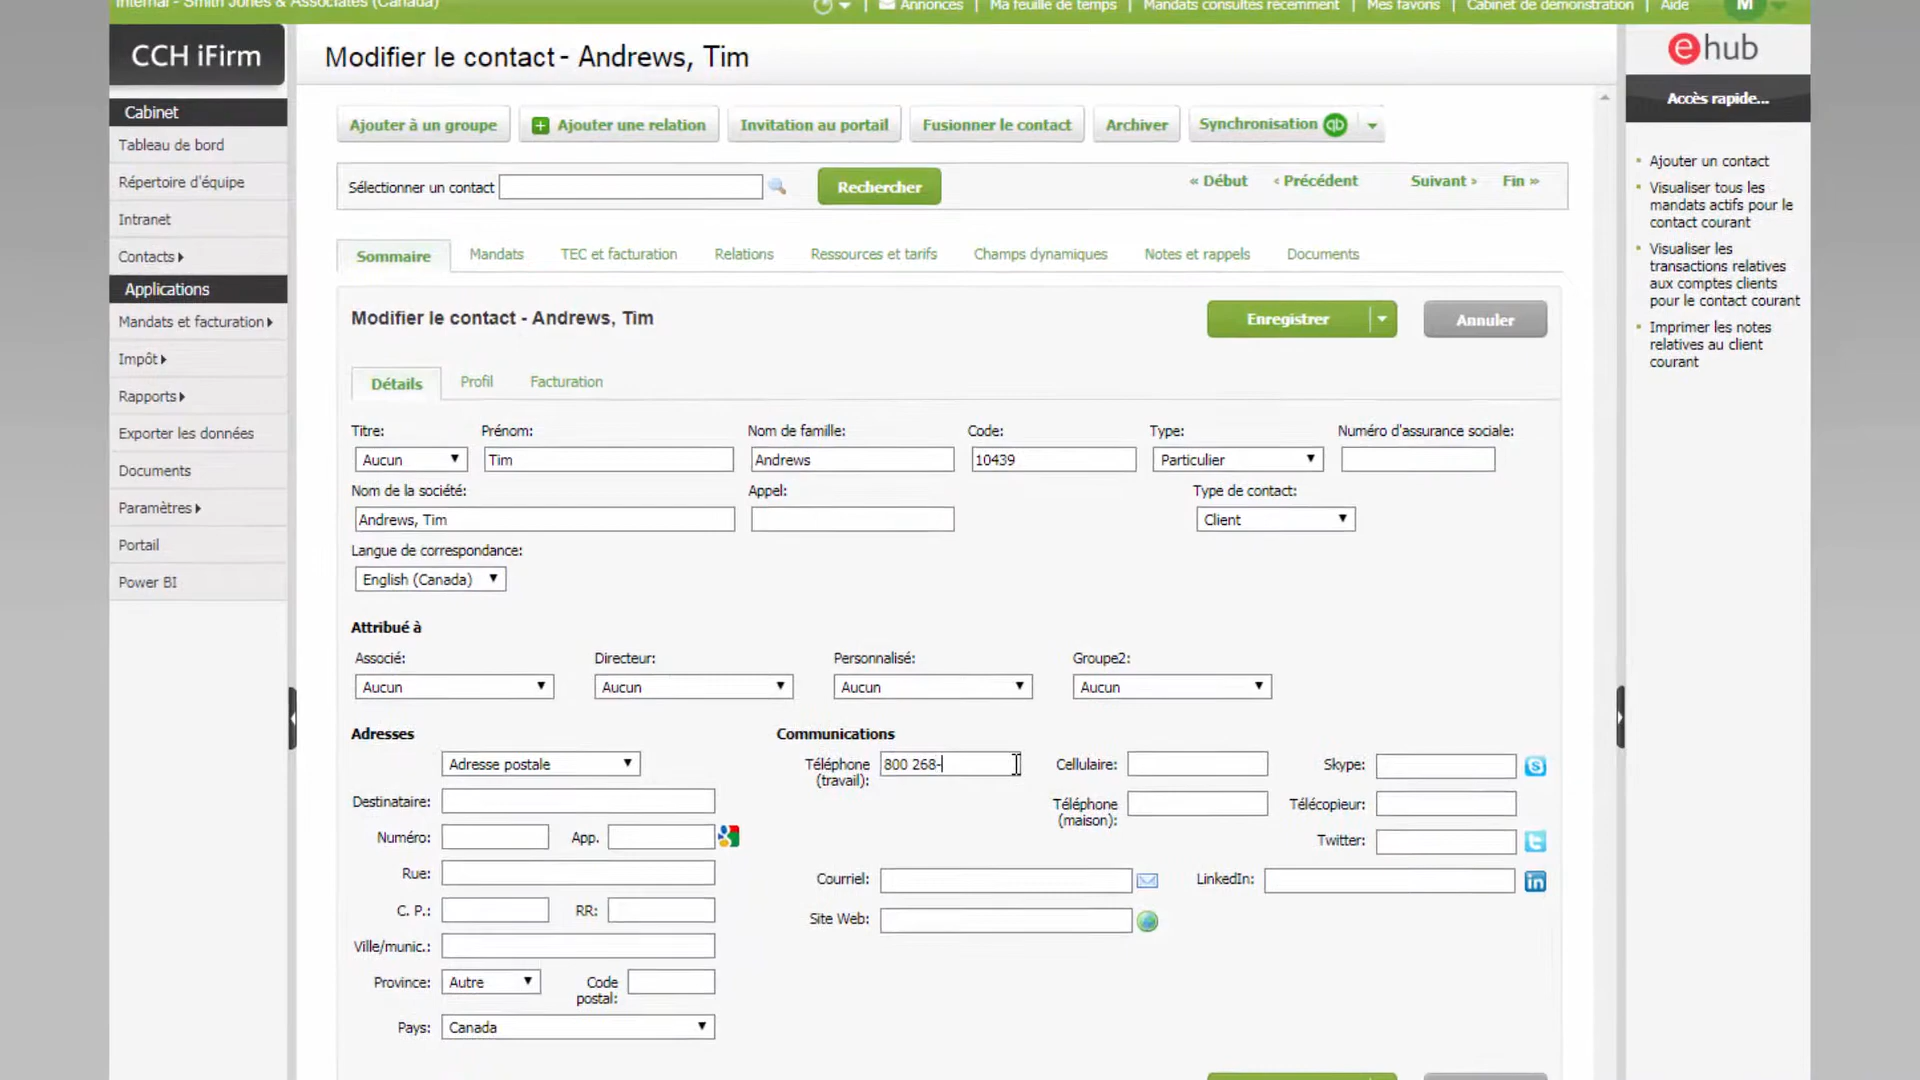 Internal - Smith Jones & Associates (Canada)
Annonces | Ma feuille de temps | Mandats consultés récemment | Mes favoris | Cabinet de démonstration | Aide M
CCH iFirm
Modifier le contact - Andrews, Tim
e hub
Accès rapide...
Cabinet
Tableau de bord
Répertoire d'équipe
Intranet
Contacts
Applications
Mandats et facturation
Impôt
Rapports
Exporter les données
Documents
Paramètres
Portail
Power BI
Ajouter à un groupe
Ajouter une relation
Invitation au portail
Fusionner le contact
Archiver
Synchronisation qb
Sélectionner un contact
Rechercher
« Début
‹ Précédent
Suivant ›
Fin »
Sommaire
Mandats
TEC et facturation
Relations
Ressources et tarifs
Champs dynamiques
Notes et rappels
Documents
Modifier le contact - Andrews, Tim
Enregistrer
Annuler
Détails
Profil
Facturation
Titre: Prénom: Nom de famille: Code: Type: Numéro d'assurance sociale:
Aucun Tim Andrews 10439 Particulier
Nom de la société: Appel: Type de contact:
Andrews, Tim Client
Langue de correspondance:
English (Canada)
Attribué à
Associé: Directeur: Personnalisé: Groupe2:
Aucun Aucun Aucun Aucun
Adresses
Adresse postale
Destinataire:
Numéro: App.
Rue:
C. P.: RR:
Ville/munic.:
Province: Autre Code
postal:
Pays: Canada
Communications
Téléphone 800 268- Cellulaire: Skype:
(travail):
Téléphone Télécopieur:
(maison):
Twitter:
Courriel: LinkedIn: in
Site Web:
Ajouter un contact
Visualiser tous les
mandats actifs pour le
contact courant
Visualiser les
transactions relatives
aux comptes clients
pour le contact courant
Imprimer les notes
relatives au client
courant